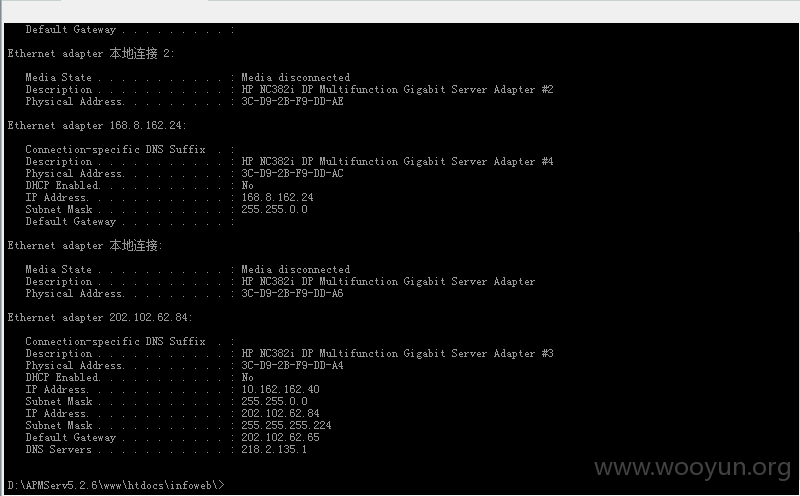 Default Gateway . . . . . . . . . :
Ethernet adapter 本地连接 2:
Media State . . . . . . . . . . . : Media disconnected
Description . . . . . . . . . . . : HP NC382i DP Multifunction Gigabit Server Adapter #2
Physical Address. . . . . . . . . : 3C-D9-2B-F9-DD-AE
Ethernet adapter 168.8.162.24:
Connection-specific DNS Suffix  . :
Description . . . . . . . . . . . : HP NC382i DP Multifunction Gigabit Server Adapter #4
Physical Address. . . . . . . . . : 3C-D9-2B-F9-DD-AC
DHCP Enabled. . . . . . . . . . . : No
IP Address. . . . . . . . . . . . : 168.8.162.24
Subnet Mask . . . . . . . . . . . : 255.255.0.0
Default Gateway . . . . . . . . . :
Ethernet adapter 本地连接:
Media State . . . . . . . . . . . : Media disconnected
Description . . . . . . . . . . . : HP NC382i DP Multifunction Gigabit Server Adapter
Physical Address. . . . . . . . . : 3C-D9-2B-F9-DD-A6
Ethernet adapter 202.102.62.84:
Connection-specific DNS Suffix  . :
Description . . . . . . . . . . . : HP NC382i DP Multifunction Gigabit Server Adapter #3
Physical Address. . . . . . . . . : 3C-D9-2B-F9-DD-A4
DHCP Enabled. . . . . . . . . . . : No
IP Address. . . . . . . . . . . . : 10.162.162.40
Subnet Mask . . . . . . . . . . . : 255.255.0.0
IP Address. . . . . . . . . . . . : 202.102.62.84
Subnet Mask . . . . . . . . . . . : 255.255.255.224
Default Gateway . . . . . . . . . : 202.102.62.65
DNS Servers . . . . . . . . . . . : 218.2.135.1
www.wooyun.org
D:\APMServ5.2.6\www\htdocs\infoweb\>